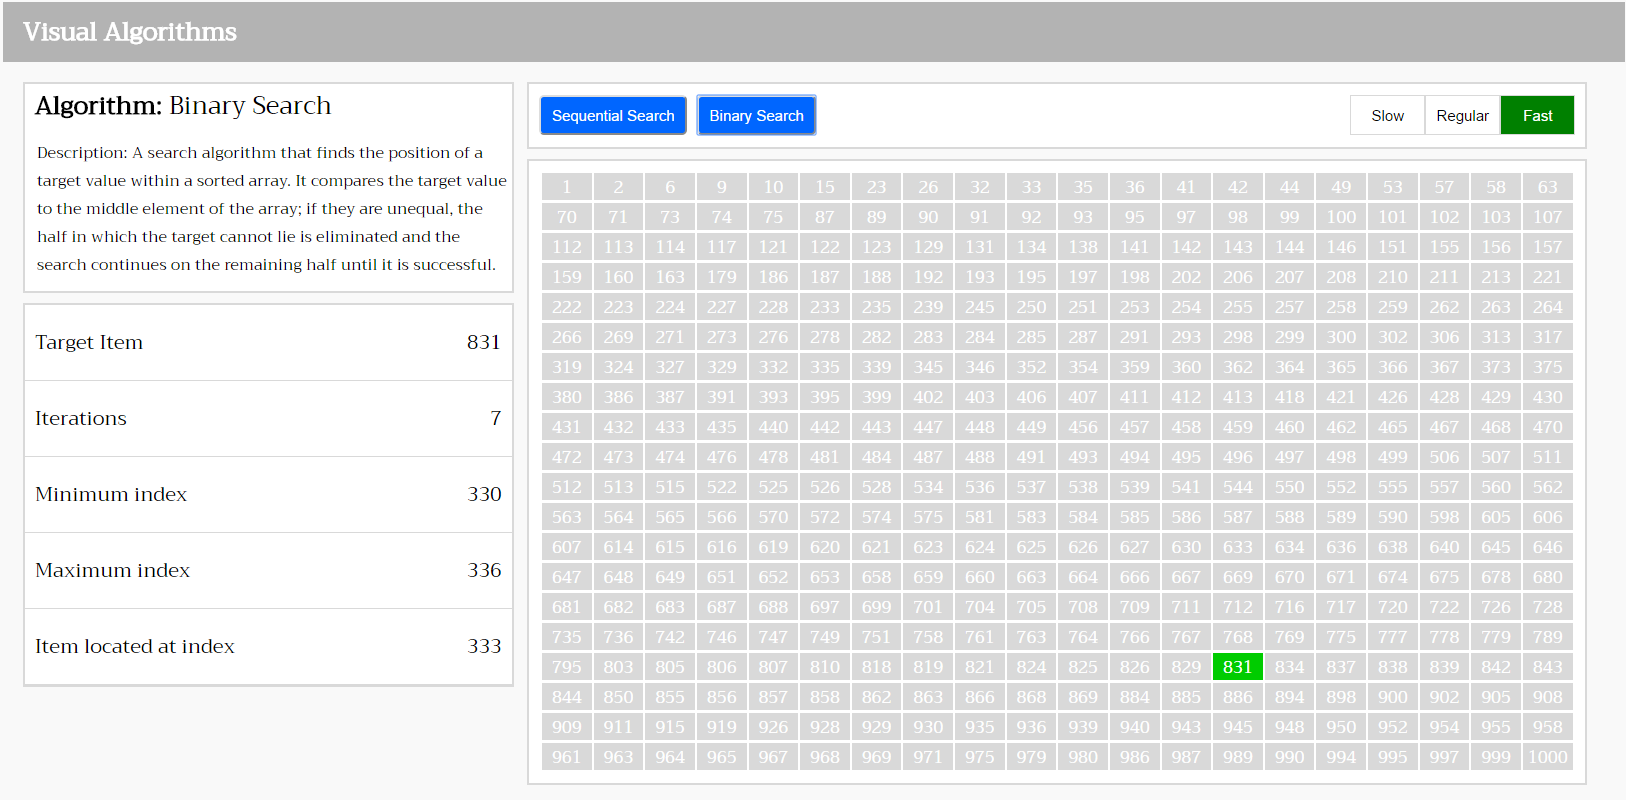 Visual Algorithms
Algorithm: Binary Search
Description: A search algorithm that finds the position of a
target value within a sorted array. It compares the target value
to the middle element of the array; if they are unequal, the
half in which the target cannot lie is eliminated and the
search continues on the remaining half until it is successful.
Target Item 831
Iterations 7
Minimum index 330
Maximum index 336
Item located at index 333
Sequential Search Binary Search Slow Regular Fast
1 2 6 9 10 15 23 26 32 33 35 36 41 42 44 49 53 57 58 63
70 71 73 74 75 87 89 90 91 92 93 95 97 98 99 100 101 102 103 107
112 113 114 117 121 122 123 129 131 134 138 141 142 143 144 146 151 155 156 157
159 160 163 179 186 187 188 192 193 195 197 198 202 206 207 208 210 211 213 221
222 223 224 227 228 233 235 239 245 250 251 253 254 255 257 258 259 262 263 264
266 269 271 273 276 278 282 283 284 285 287 291 293 298 299 300 302 306 313 317
319 324 327 329 332 335 339 345 346 352 354 359 360 362 364 365 366 367 373 375
380 386 387 391 393 395 399 402 403 406 407 411 412 413 418 421 426 428 429 430
431 432 433 435 440 442 443 447 448 449 456 457 458 459 460 462 465 467 468 470
472 473 474 476 478 481 484 487 488 491 493 494 495 496 497 498 499 506 507 511
512 513 515 522 525 526 528 534 536 537 538 539 541 544 550 552 555 557 560 562
563 564 565 566 570 572 574 575 581 583 584 585 586 587 588 589 590 598 605 606
607 614 615 616 619 620 621 623 624 625 626 627 630 633 634 636 638 640 645 646
647 648 649 651 652 653 658 659 660 663 664 666 667 669 670 671 674 675 678 680
681 682 683 687 688 697 699 701 704 705 708 709 711 712 716 717 720 722 726 728
735 736 742 746 747 749 751 758 761 763 764 766 767 768 769 775 777 778 779 789
795 803 805 806 807 810 818 819 821 824 825 826 829 831 834 837 838 839 842 843
844 850 855 856 857 858 862 863 866 868 869 884 885 886 894 898 900 902 905 908
909 911 915 919 926 928 929 930 935 936 939 940 943 945 948 950 952 954 955 958
961 963 964 965 967 968 969 971 975 979 980 986 987 989 990 994 995 997 999 1000